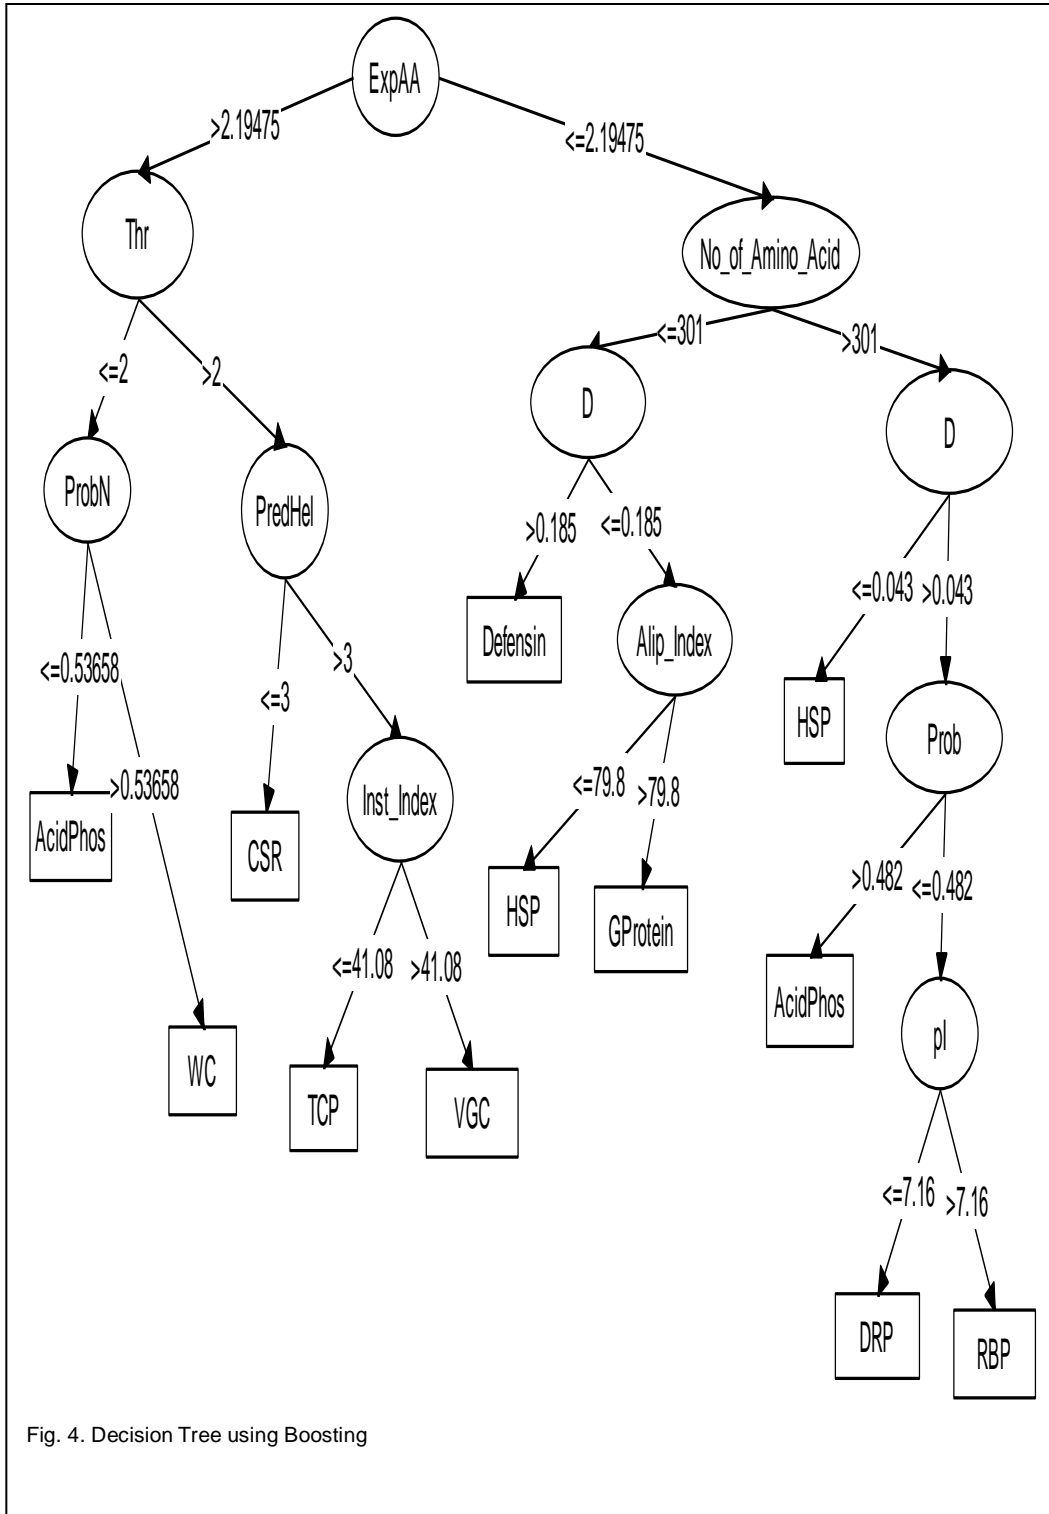 ExpAA
>2.19475
<=2.19475
Thr
No_of_Amino_Acid
<=301
>301
<=2
>2
D
D
ProbN
PredHel
>0.185
<=0.185
<=0.043
>0.043
Defensin
Alip_Index
<=0.53658
>3
<=3
HSP
Prob
>0.53658
<=79.8
>79.8
AcidPhos
CSR
Inst_Index
>0.482
<=0.482
HSP
GProtein
<=41.08
>41.08
AcidPhos
pI
WC
TCP
VGC
<=7.16
>7.16
DRP
RBP
Fig. 4. Decision Tree using Boosting